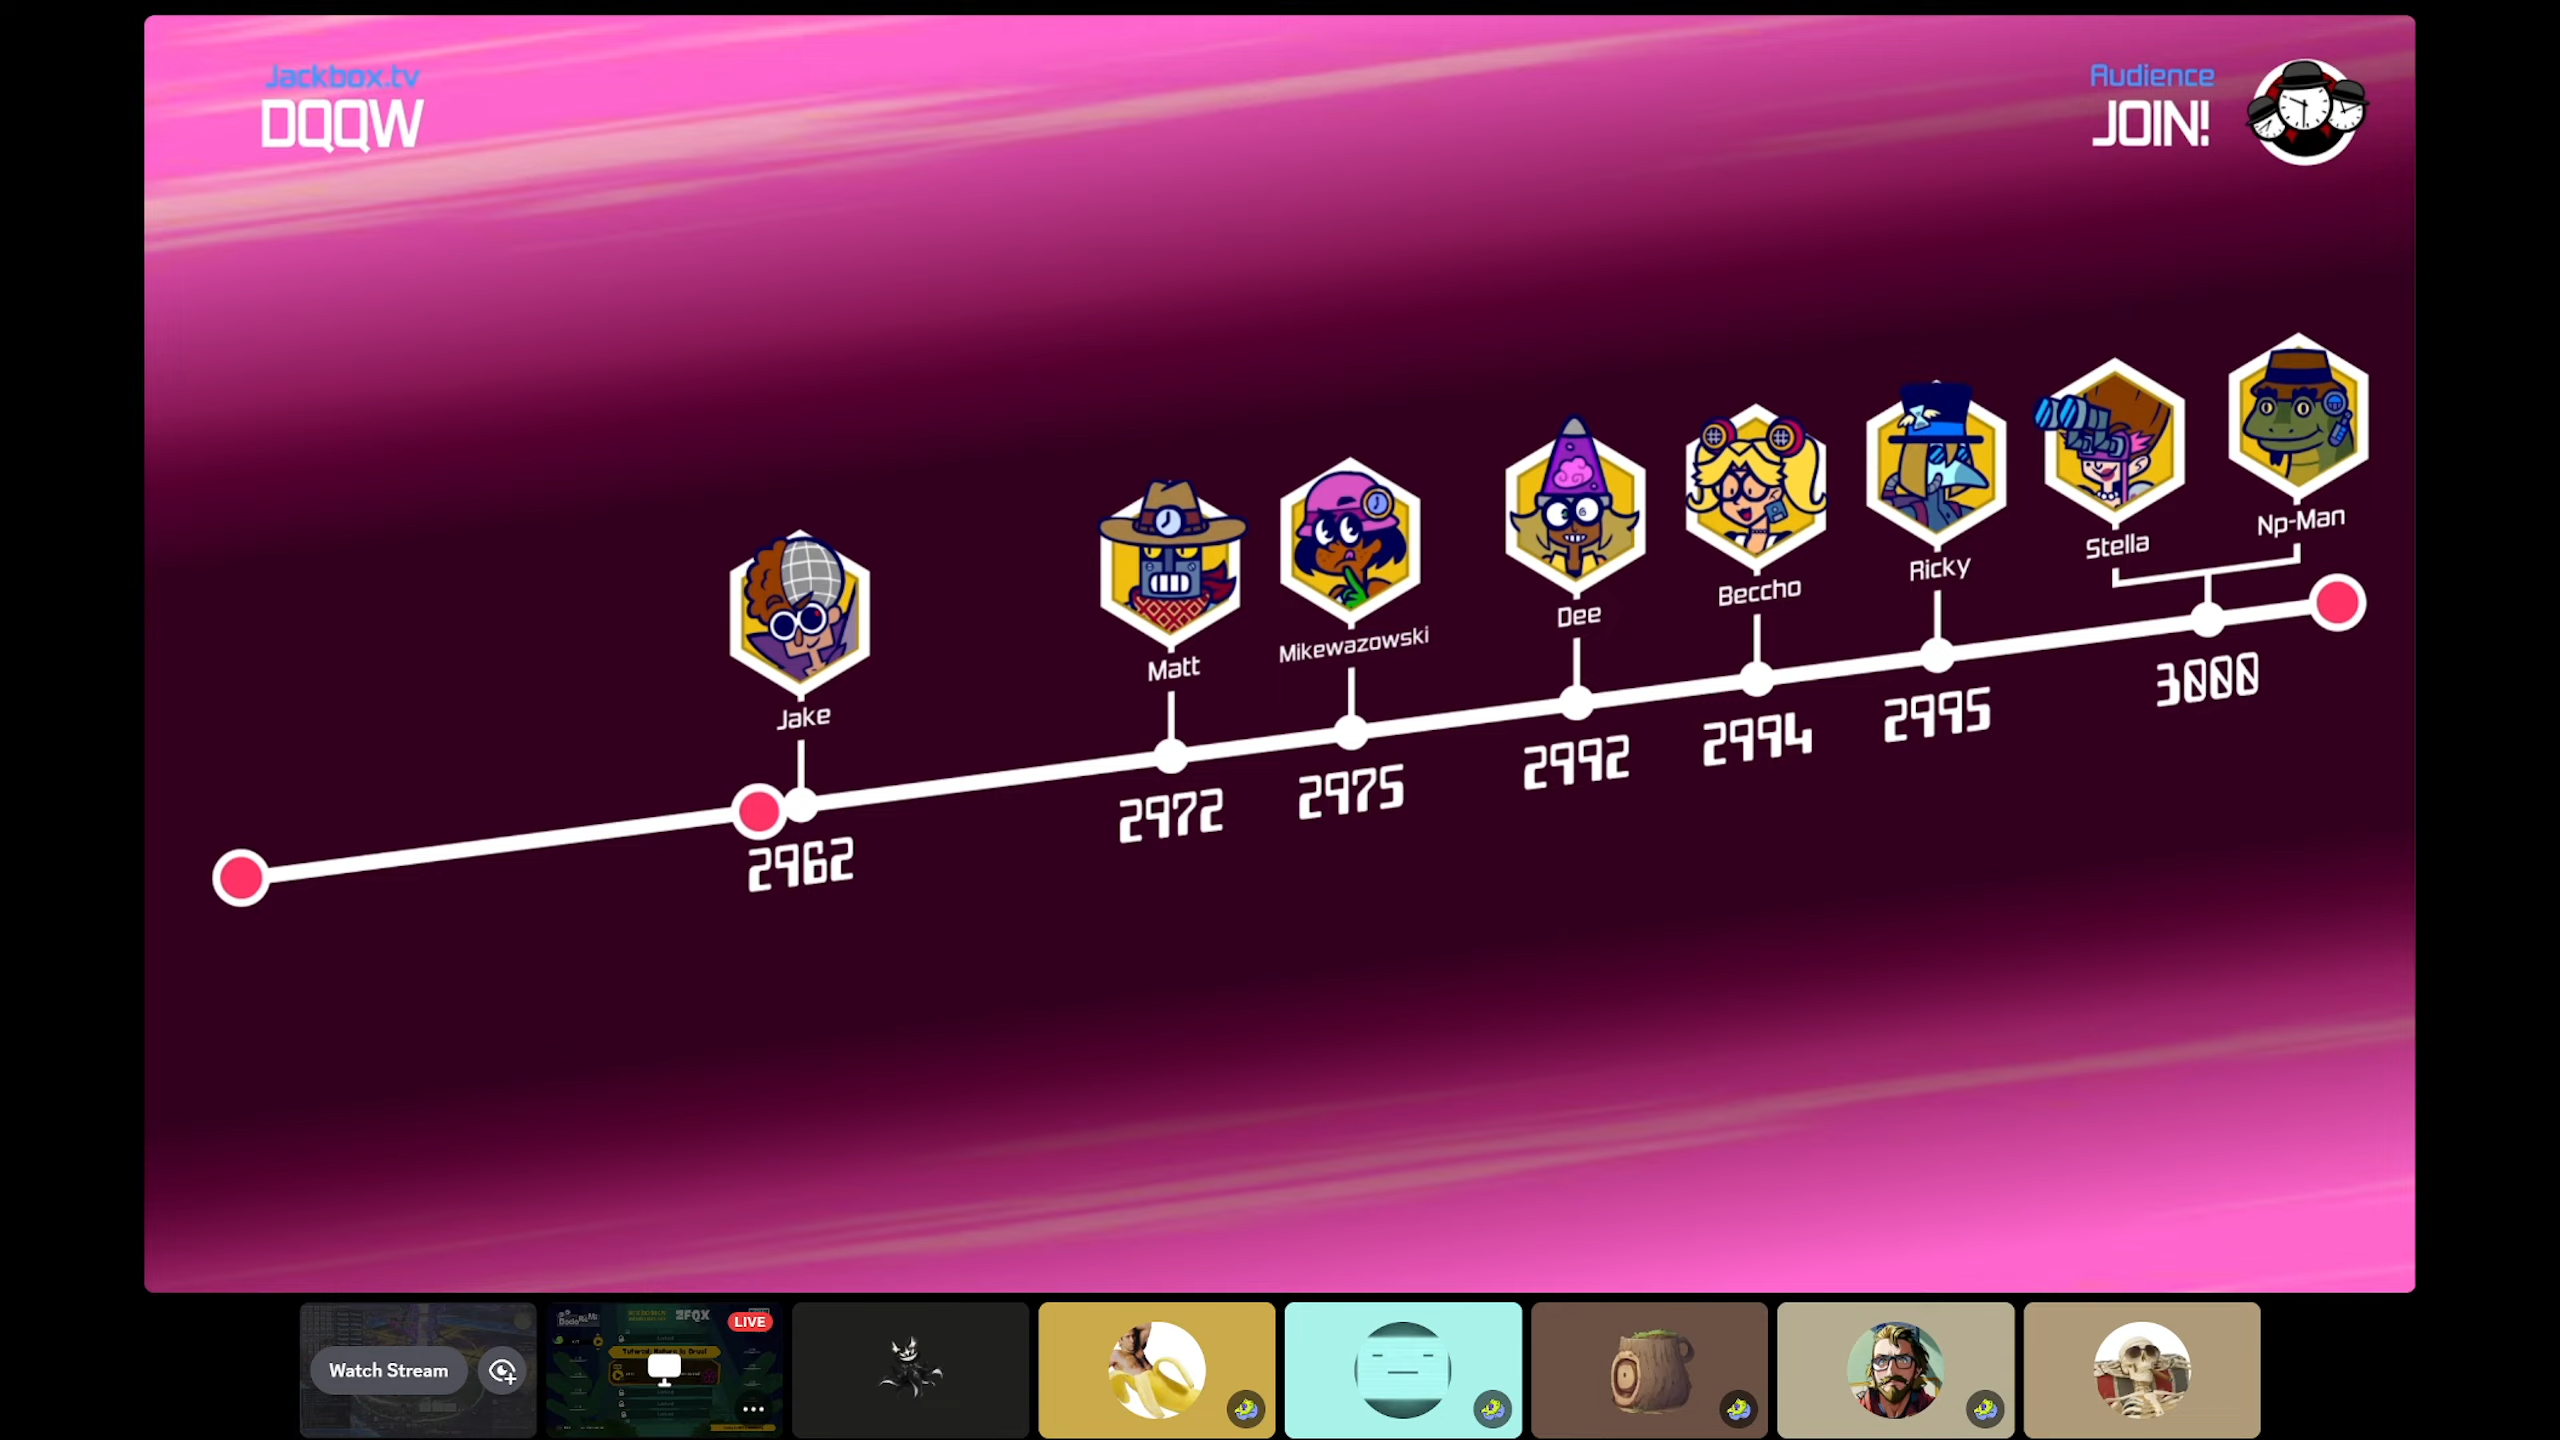 Jackbox.tv
DQQW
Audience
JOIN!
Np-Man
Stella
Ricky
Beccho
Dee
Mikewazowski
Matt
Jake
3000
2995
2994
2992
2975
2972
2962
Watch Stream
ZFQX
LIVE